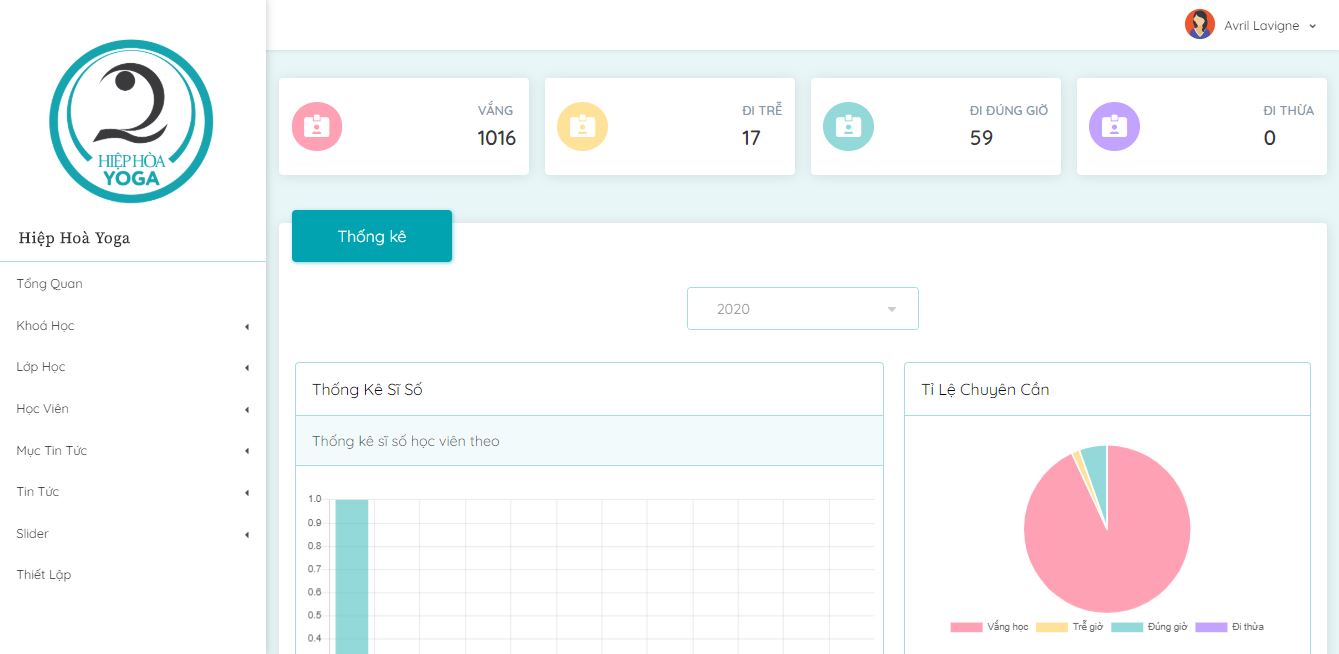 HIỆP HÒA
YOGA
Hiệp Hoà Yoga
Tổng Quan
Khoá Học
Lớp Học
Học Viên
Mục Tin Tức
Tin Tức
Slider
Thiết Lập
Avril Lavigne
VẮNG
1016
ĐI TRỄ
17
ĐI ĐÚNG GIỜ
59
ĐI THỪA
0
Thống kê
2020
Thống Kê Sĩ Số
Thống kê sĩ số học viên theo
1.0
0.9
0.8
0.7
0.6
0.5
0.4
Tỉ Lệ Chuyên Cần
Vắng học Trễ giờ Đúng giờ Đi thừa